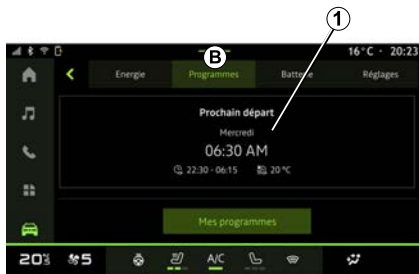 1
B
16°C · 20:23
Energie Programmes Batterie Réglages
Prochain départ
Mercredi
06:30 AM
22:30 - 06:15 20 °C
Mes programmes
20 5 A/C